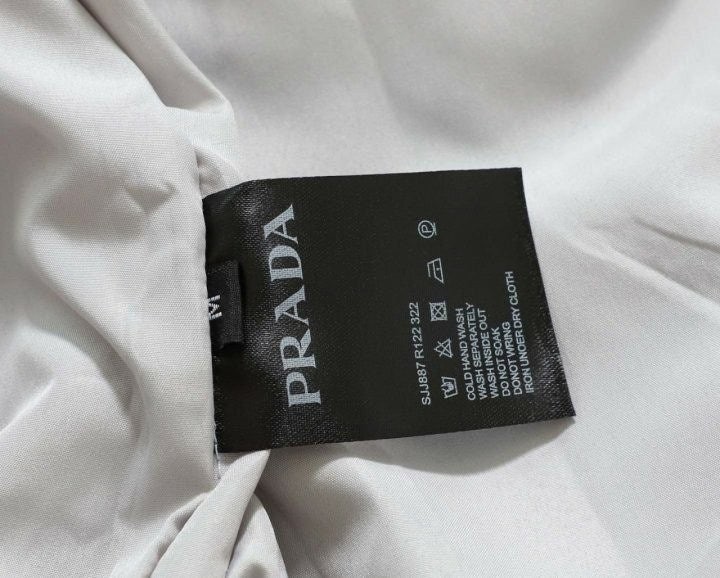 PRADA
M
SJJ887 R122 322
COLD HAND WASH
WASH SEPARATELY
WASH INSIDE OUT
DO NOT SOAK
DONOT WRING
IRON UNDER DRY CLOTH